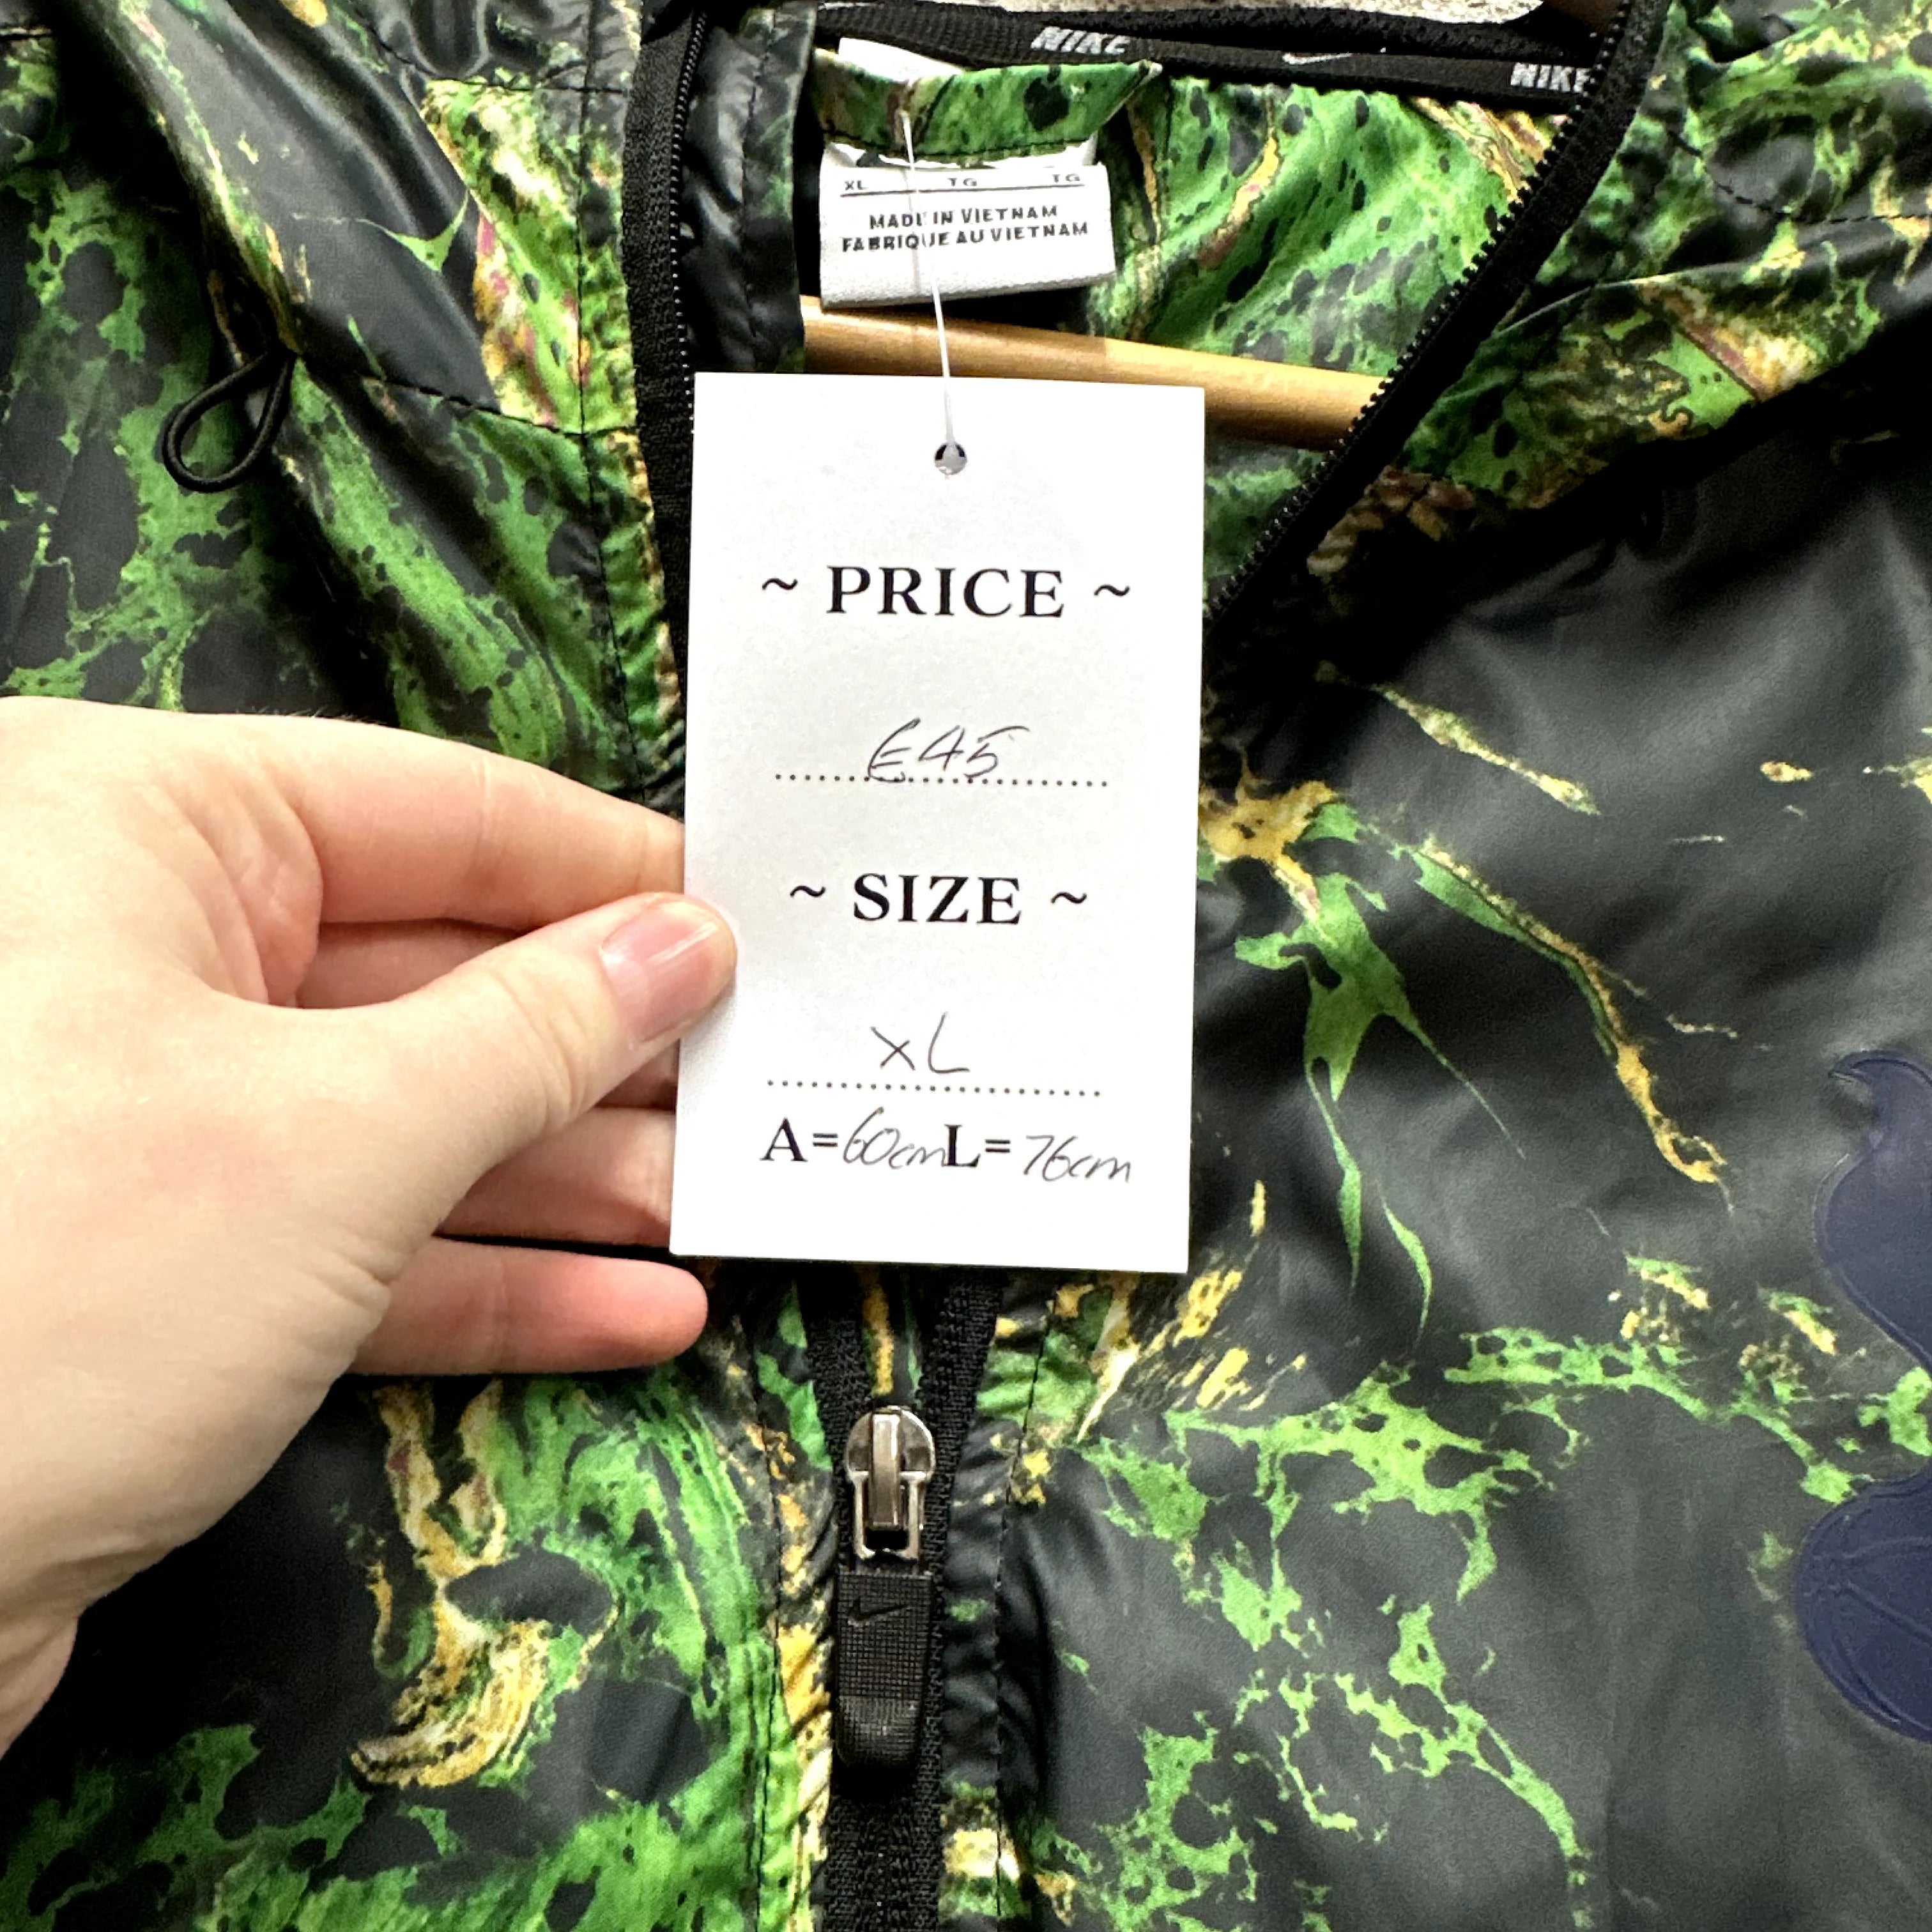 NIKE
NIKE
XL TG TG
MADE IN VIETNAM
FABRIQUE AU VIETNAM
~ PRICE ~
£45
~ SIZE ~
XL
A=60cm L=76cm